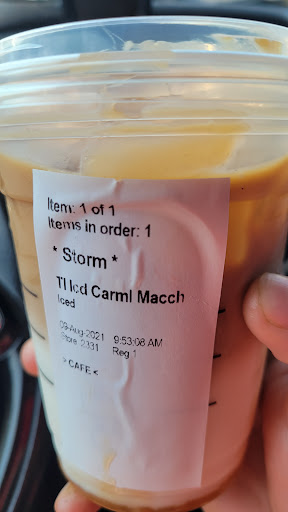 Item: 1 of 1
Items in order: 1
* Storm *
Tl Icd Carml Macch
Iced
09-Aug-2021 9:53:08 AM
Store: 2331 Reg 1
> CAFE <